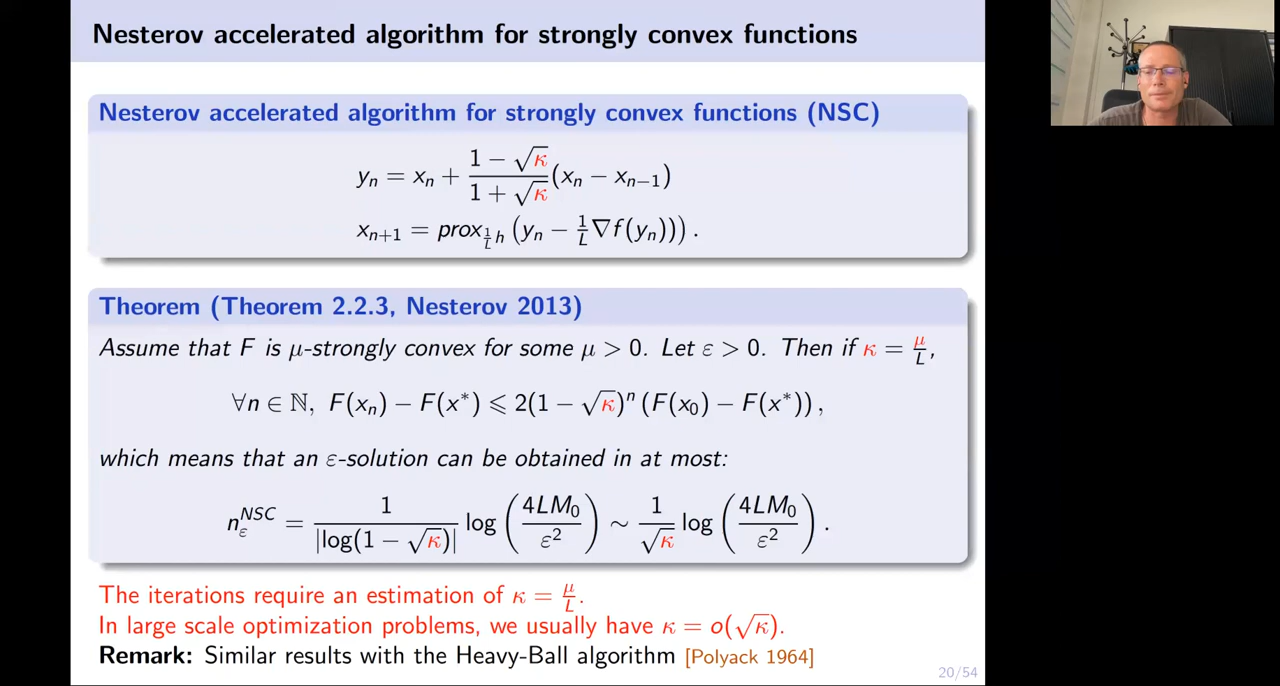 Nesterov accelerated algorithm for strongly convex functions
Nesterov accelerated algorithm for strongly convex functions (NSC)
yₙ = xₙ + (1 − √κ)/(1 + √κ) (xₙ − xₙ₋₁)
xₙ₊₁ = prox_{1/L h} (yₙ − 1/L ∇f(yₙ))) .
Theorem (Theorem 2.2.3, Nesterov 2013)
Assume that F is μ-strongly convex for some μ > 0. Let ε > 0. Then if κ = μ/L,
∀n ∈ ℕ, F(xₙ) − F(x*) ⩽ 2(1 − √κ)ⁿ (F(x₀) − F(x*)) ,
which means that an ε-solution can be obtained in at most:
n_ε^{NSC} = 1/|log(1 − √κ)| log (4LM₀/ε²) ∼ 1/√κ log (4LM₀/ε²) .
The iterations require an estimation of κ = μ/L.
In large scale optimization problems, we usually have κ = o(√κ).
Remark: Similar results with the Heavy-Ball algorithm [Polyack 1964]
20/54